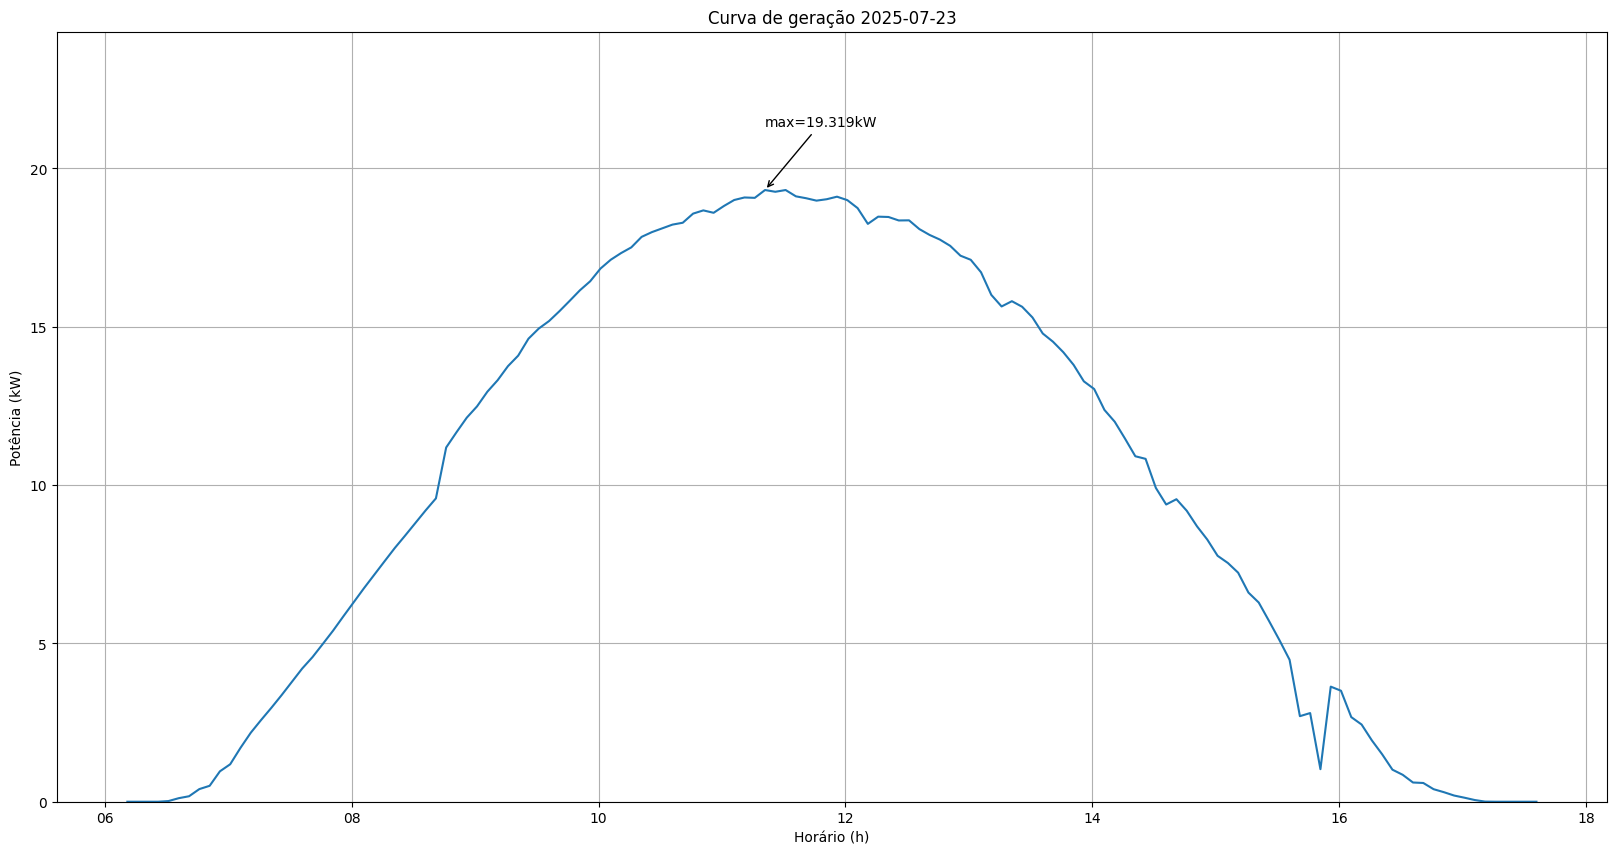 Curva de geração 2025-07-23
max=19.319kW
20
15
10
5
0
Potência (kW)
06 08 10 12 14 16 18
Horário (h)